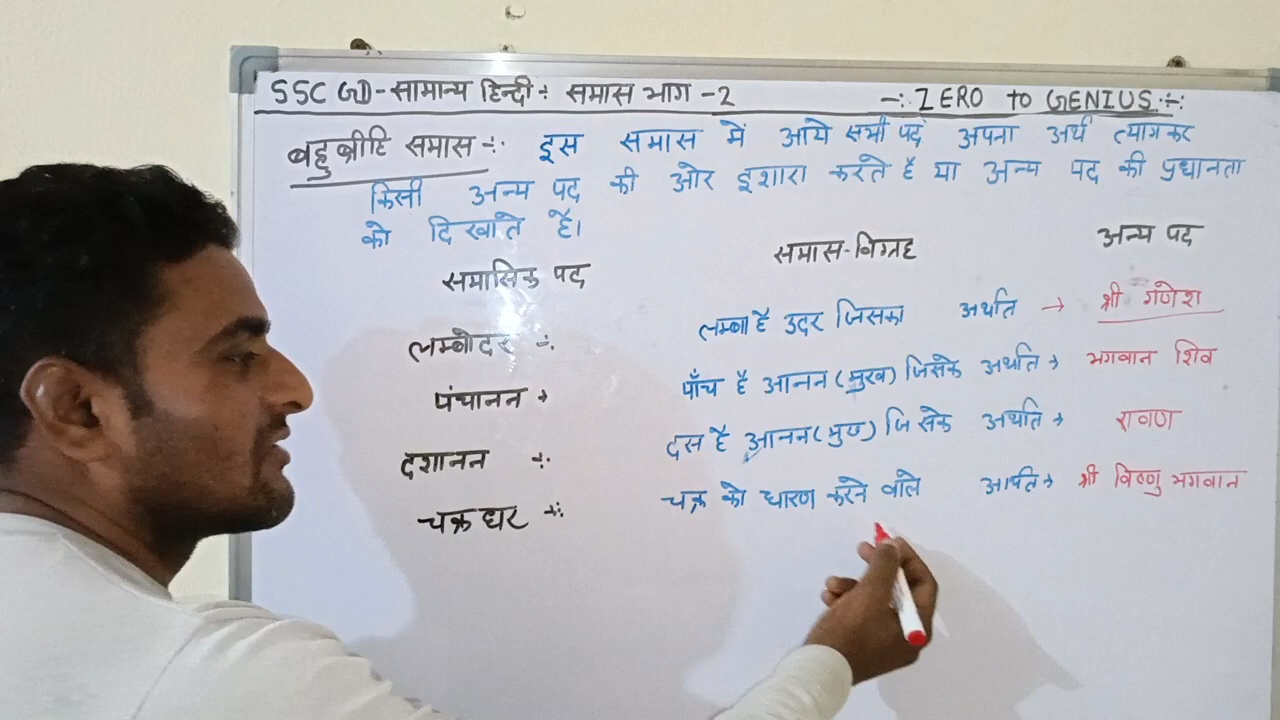 SSC GD-सामान्य हिन्दी ÷ समास भाग -2 -: ZERO to GENIUS :-
बहुब्रीहि समास -: इस समास में आये सभी पद अपना अर्थ त्यागकर
किसी अन्य पद की ओर इशारा करते है या अन्य पद की प्रधानता
को दिखाते है।
समासिक पद समास-विग्रह अन्य पद
लम्बोदर -: लम्बा है उदर जिसका अर्थात → श्री गणेश
पंचानन → पाँच है आनन (मुख) जिसके अर्थात → भगवान शिव
दशानन -: दस है आनन (मुख) जिसके अर्थात → रावण
चक्रधर -: चक्र को धारण करने वाले अर्थात → श्री विष्णु भगवान